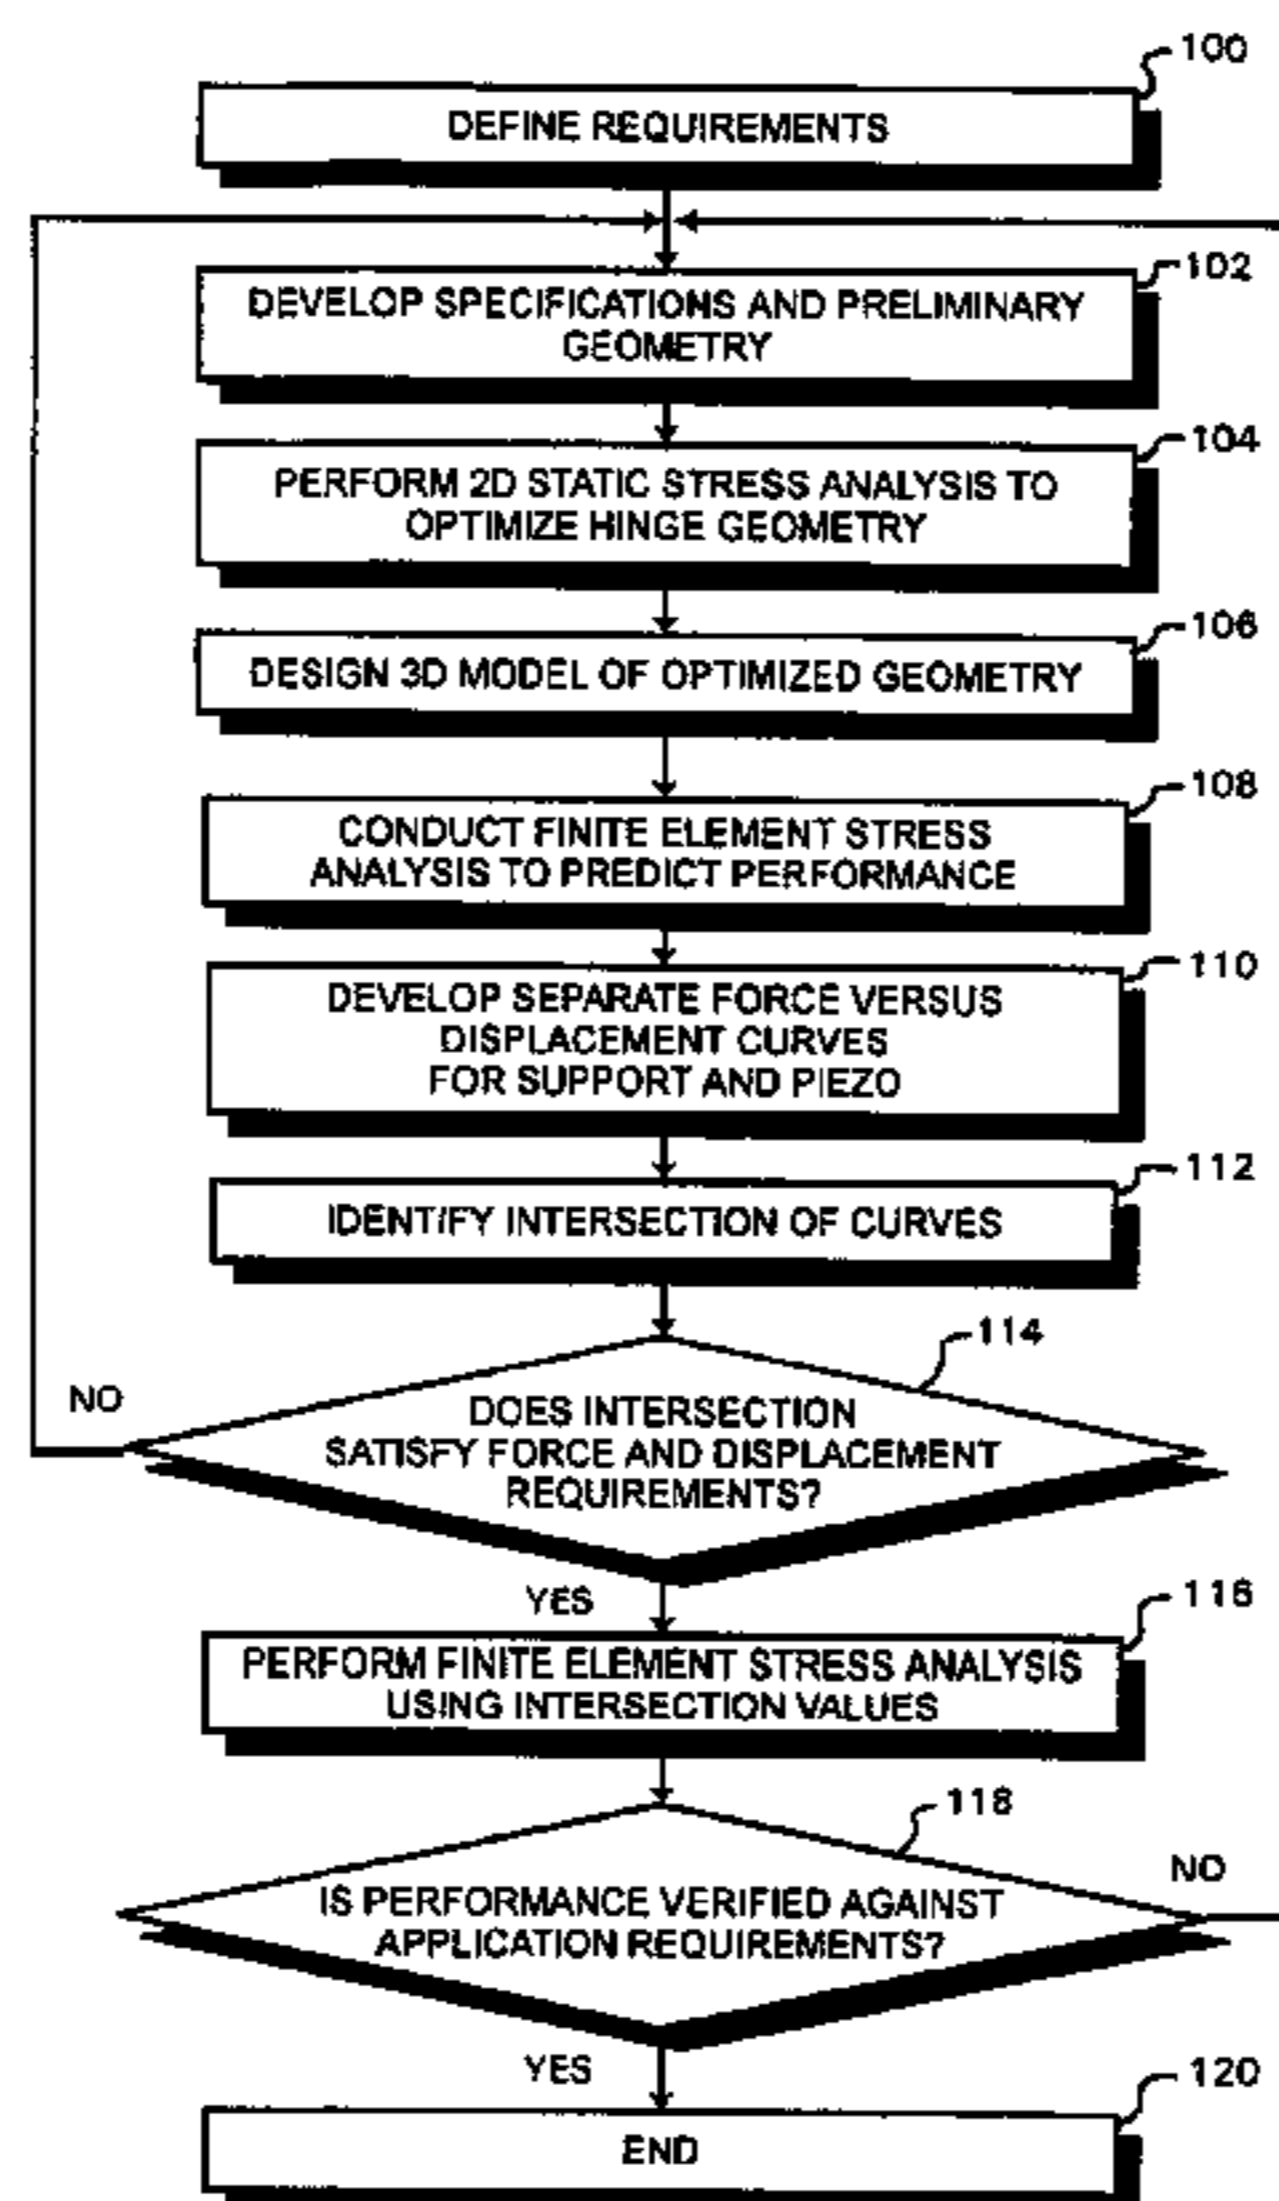 100
DEFINE REQUIREMENTS
102
DEVELOP SPECIFICATIONS AND PRELIMINARY
GEOMETRY
104
PERFORM 2D STATIC STRESS ANALYSIS TO
OPTIMIZE HINGE GEOMETRY
106
DESIGN 3D MODEL OF OPTIMIZED GEOMETRY
108
CONDUCT FINITE ELEMENT STRESS
ANALYSIS TO PREDICT PERFORMANCE
110
DEVELOP SEPARATE FORCE VERSUS
DISPLACEMENT CURVES
FOR SUPPORT AND PIEZO
112
IDENTIFY INTERSECTION OF CURVES
114
NO
DOES INTERSECTION
SATISFY FORCE AND DISPLACEMENT
REQUIREMENTS?
YES
116
PERFORM FINITE ELEMENT STRESS ANALYSIS
USING INTERSECTION VALUES
118
NO
IS PERFORMANCE VERIFIED AGAINST
APPLICATION REQUIREMENTS?
YES
120
END